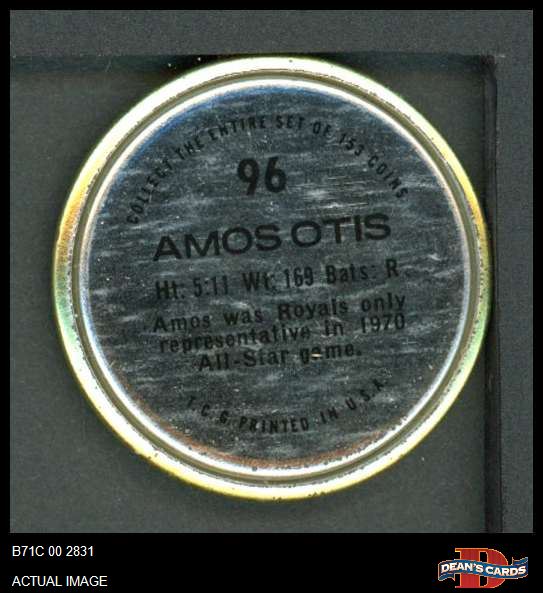 COLLECT THE ENTIRE SET OF 153 COINS
96
AMOS OTIS
Ht: 5:11 Wt: 169 Bats: R
Amos was Royals only
representative in 1970
All-Star game.
T.C.G. PRINTED IN U.S.A.
B71C 00 2831
ACTUAL IMAGE
DEAN'S CARDS